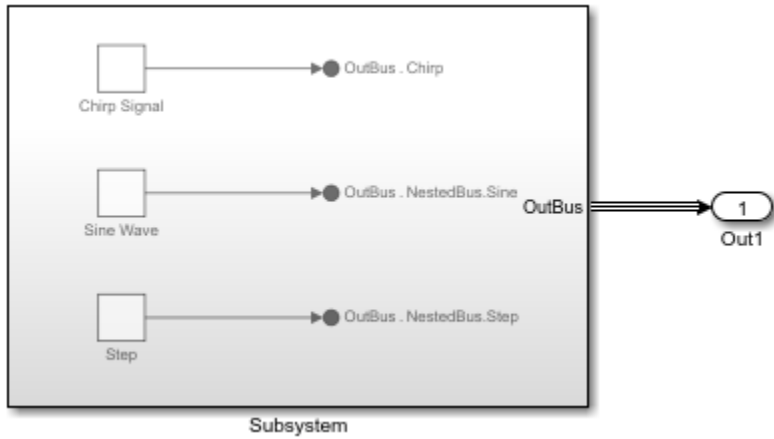 OutBus . Chirp
Chirp Signal
OutBus . NestedBus.Sine
OutBus
1
Sine Wave
Out1
OutBus . NestedBus.Step
Step
Subsystem